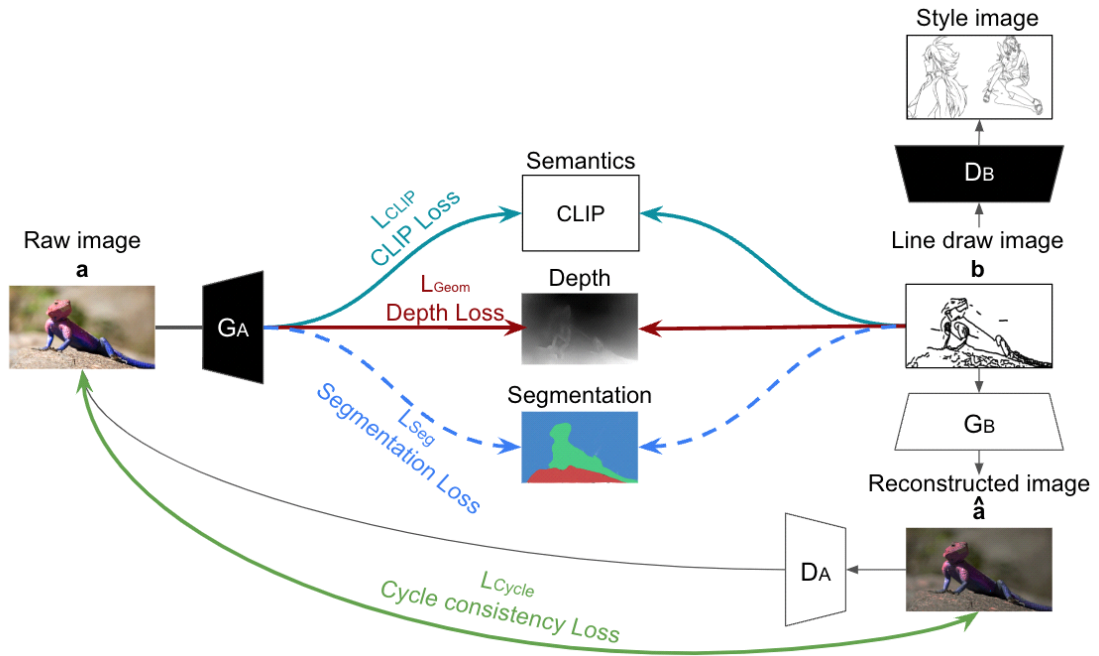 Style image
DB
Semantics
CLIP
LCLIP
CLIP Loss
Raw image
a
Line draw image
b
Depth
LGeom
Depth Loss
GA
Segmentation
LSeg
Segmentation Loss
GB
Reconstructed image
â
DA
LCycle
Cycle consistency Loss